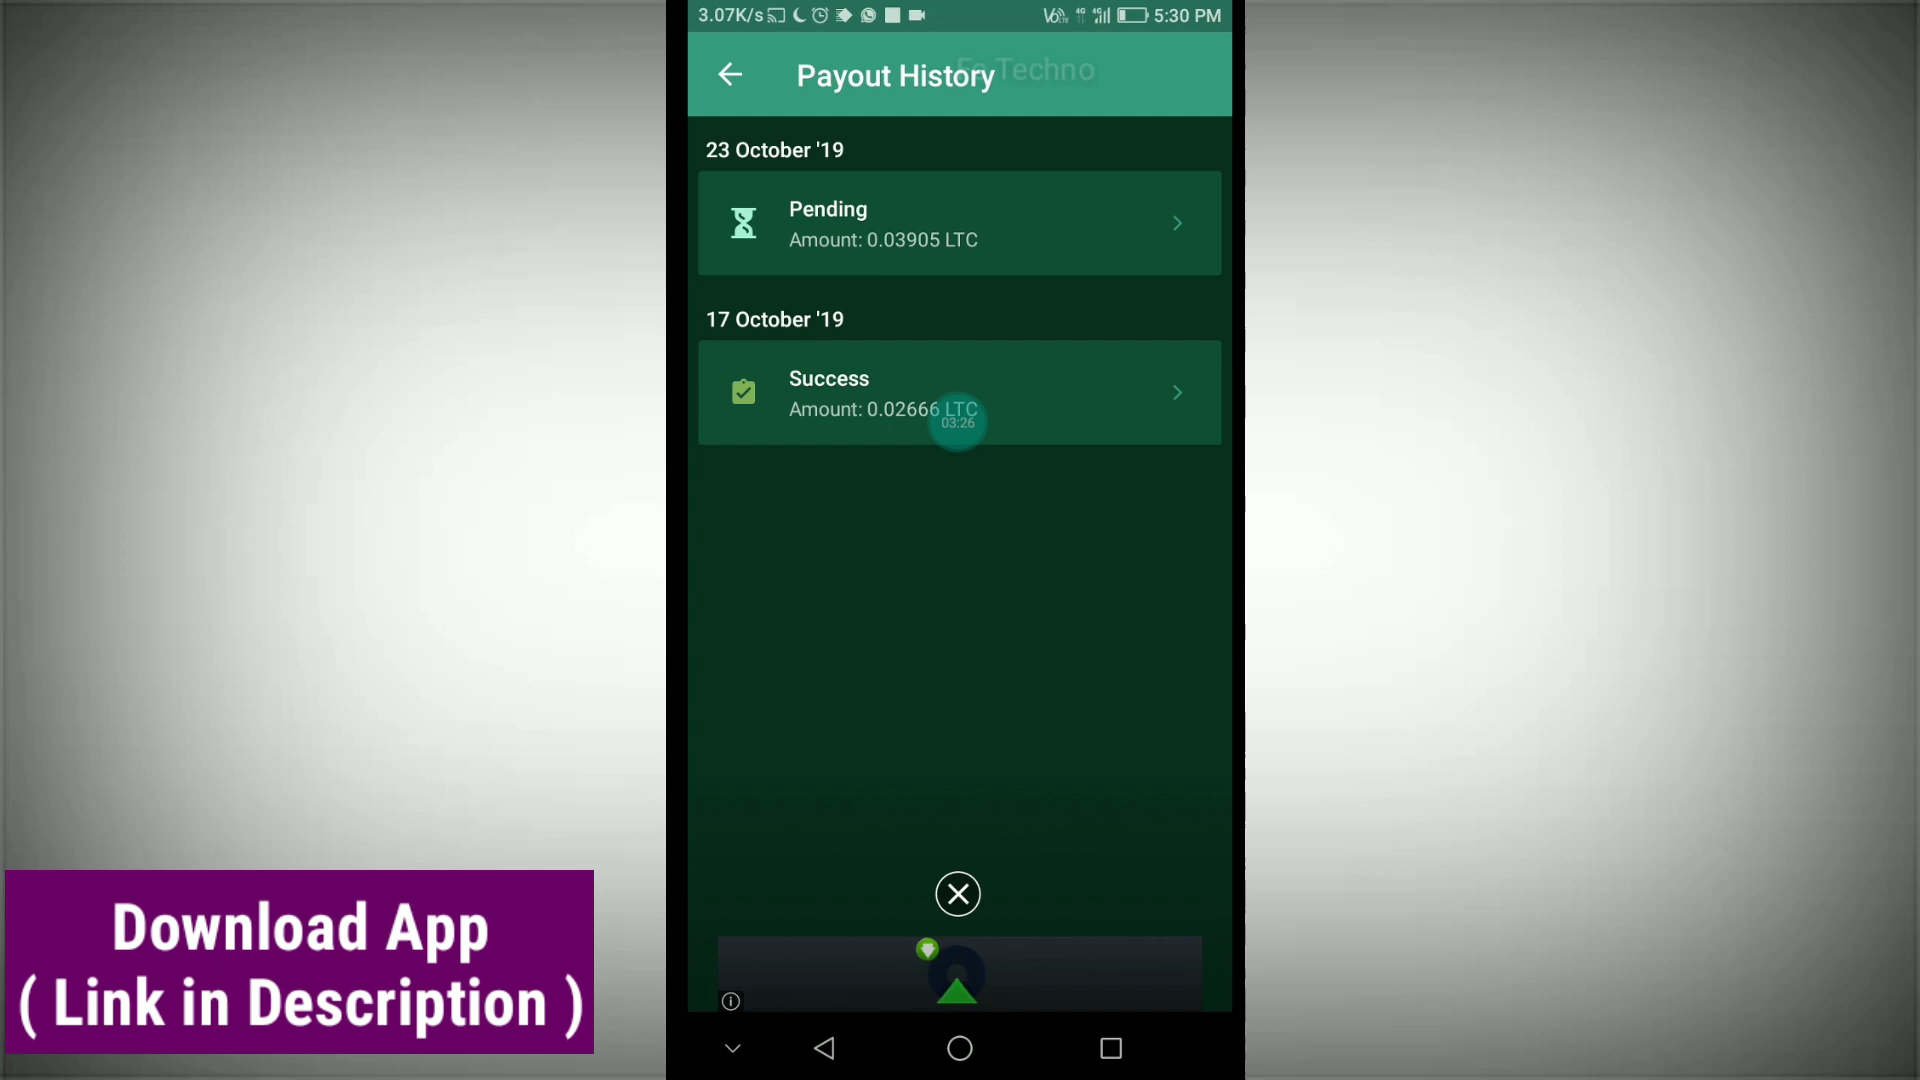 3.07K/s 5:30 PM
Payout History
Fs Techno
23 October '19
Pending
Amount: 0.03905 LTC
17 October '19
Success
Amount: 0.02666 LTC
03:26
Download App
( Link in Description )